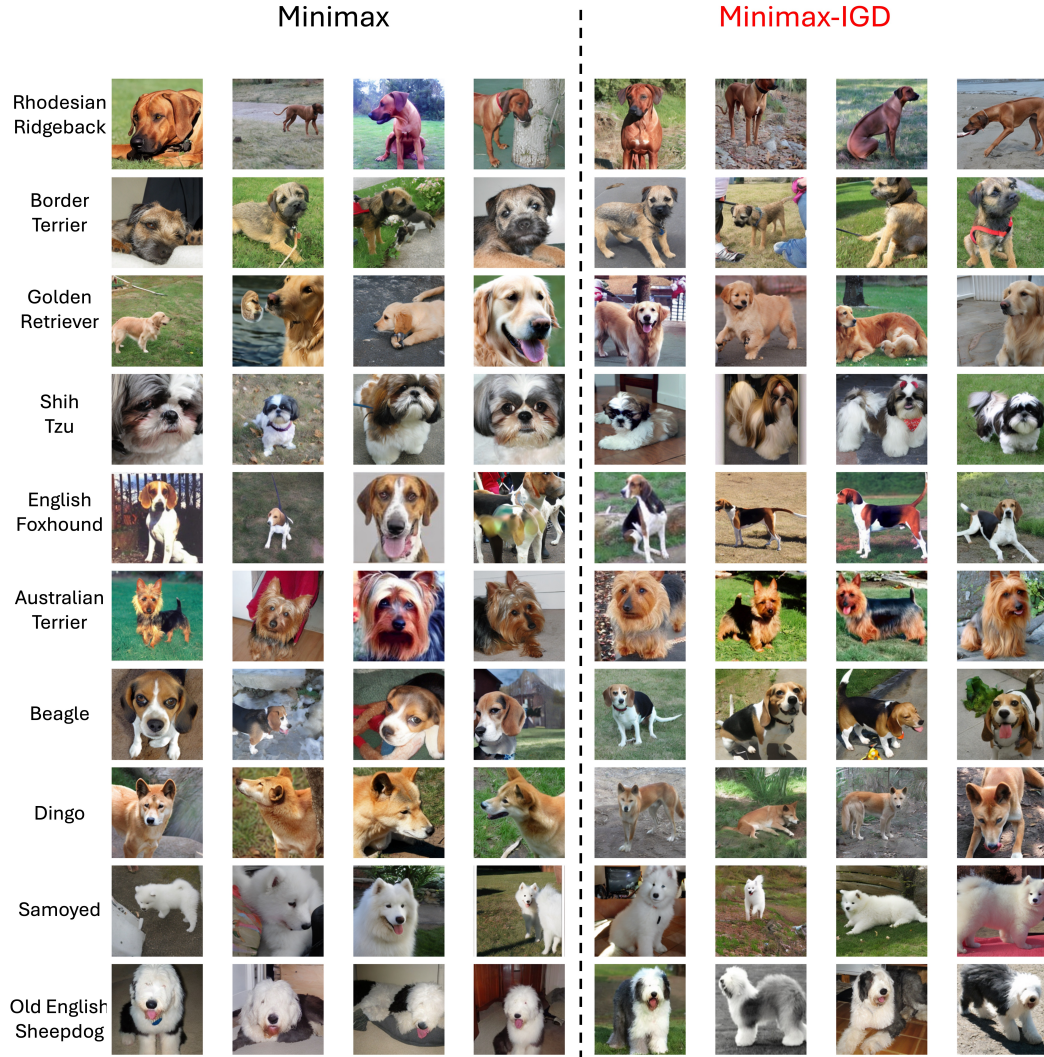 Minimax
Minimax-IGD
Rhodesian
Ridgeback
Border
Terrier
Golden
Retriever
Shih
Tzu
English
Foxhound
Australian
Terrier
Beagle
Dingo
Samoyed
Old English
Sheepdog